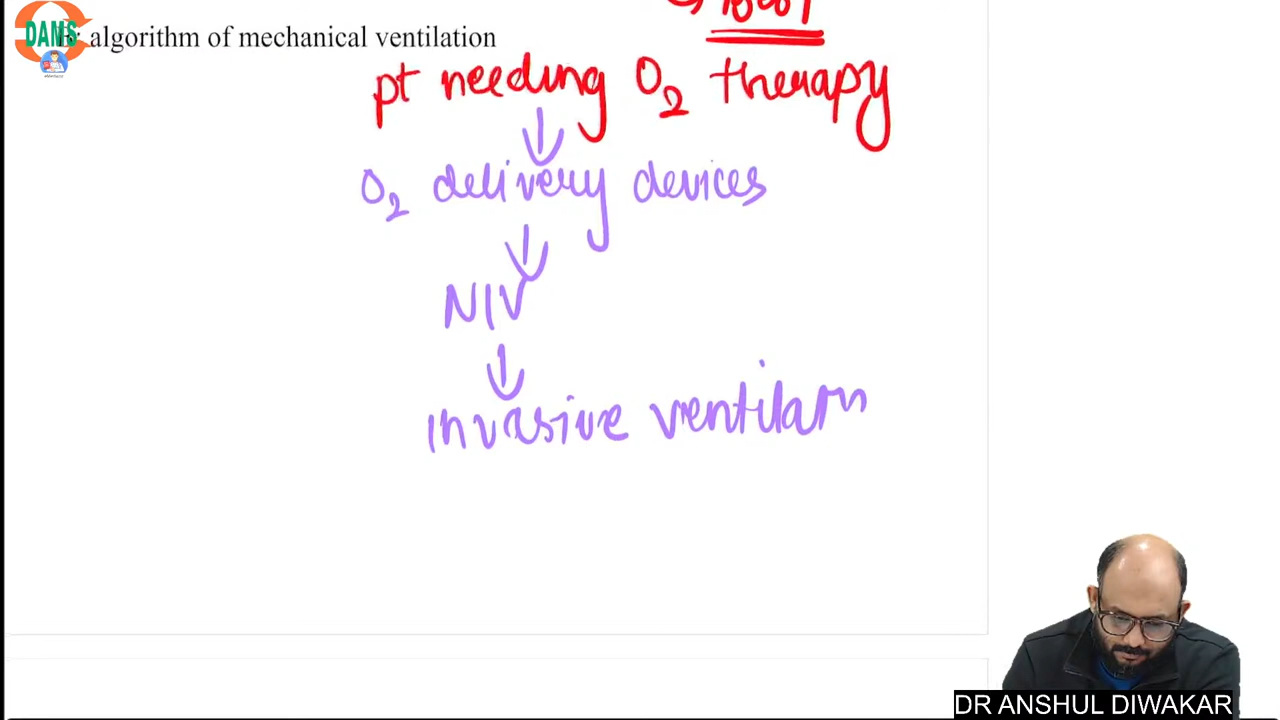 DAMS
algorithm of mechanical ventilation
pt needing O₂ therapy
O₂ delivery devices
NIV
invasive ventilatn
DR ANSHUL DIWAKAR